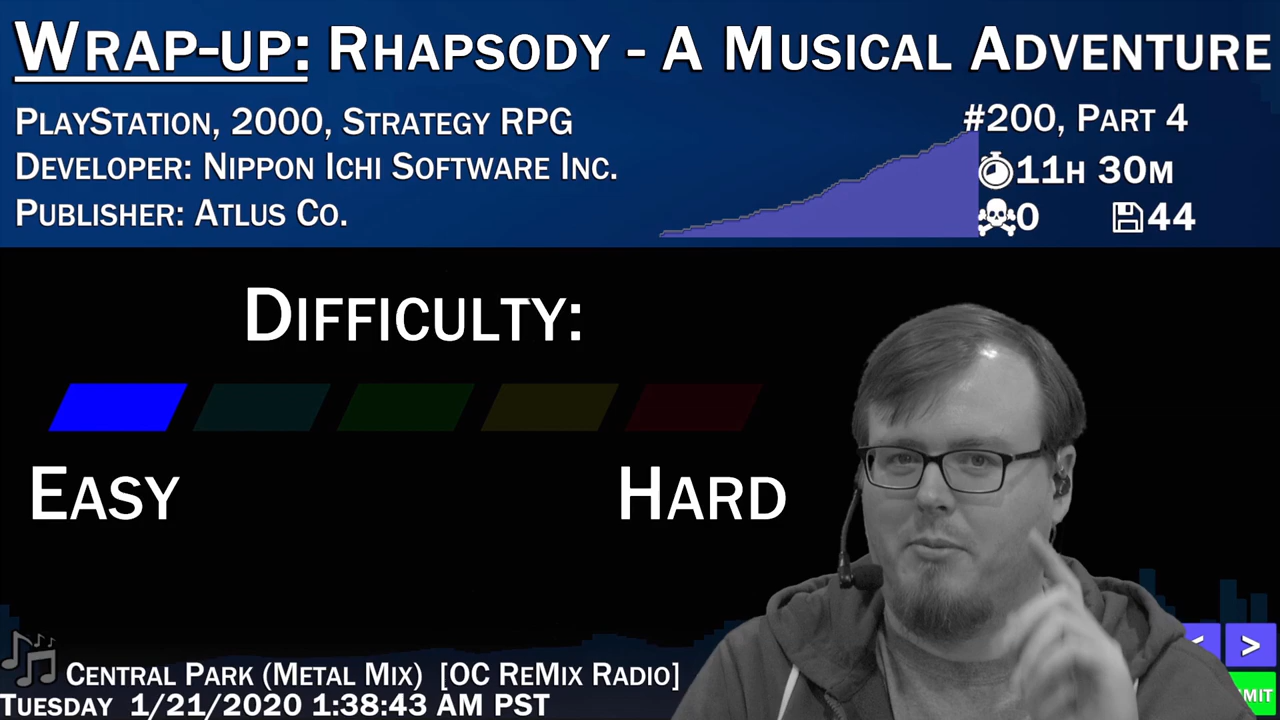 Wrap-up: Rhapsody - A Musical Adventure
PlayStation, 2000, Strategy RPG
#200, Part 4
Developer: Nippon Ichi Software Inc.
11h 30m
Publisher: Atlus Co.
0
44
Difficulty:
Easy
Hard
>
Central Park (Metal Mix) [OC ReMix Radio]
Tuesday 1/21/2020 1:38:43 AM PST